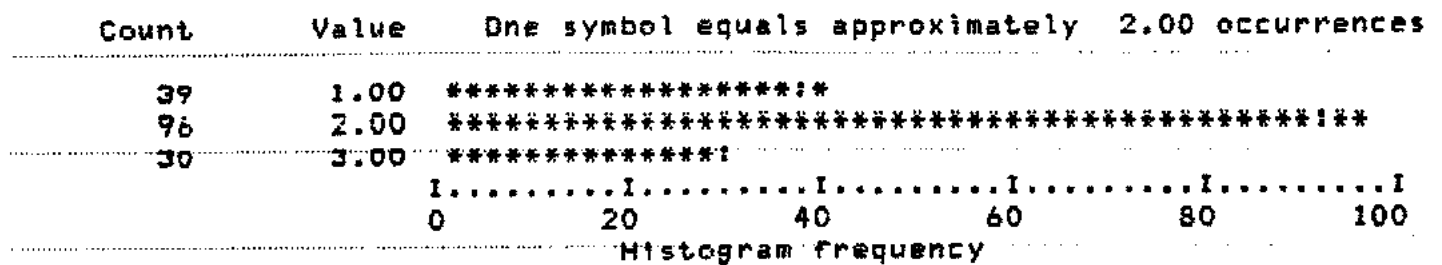 Count Value One symbol equals approximately 2.00 occurrences
39 1.00 ******************:*
96 2.00 *********************************************:**
30 3.00 **************:
I.........I.........I.........I.........I.........I
0 20 40 60 80 100
Histogram frequency